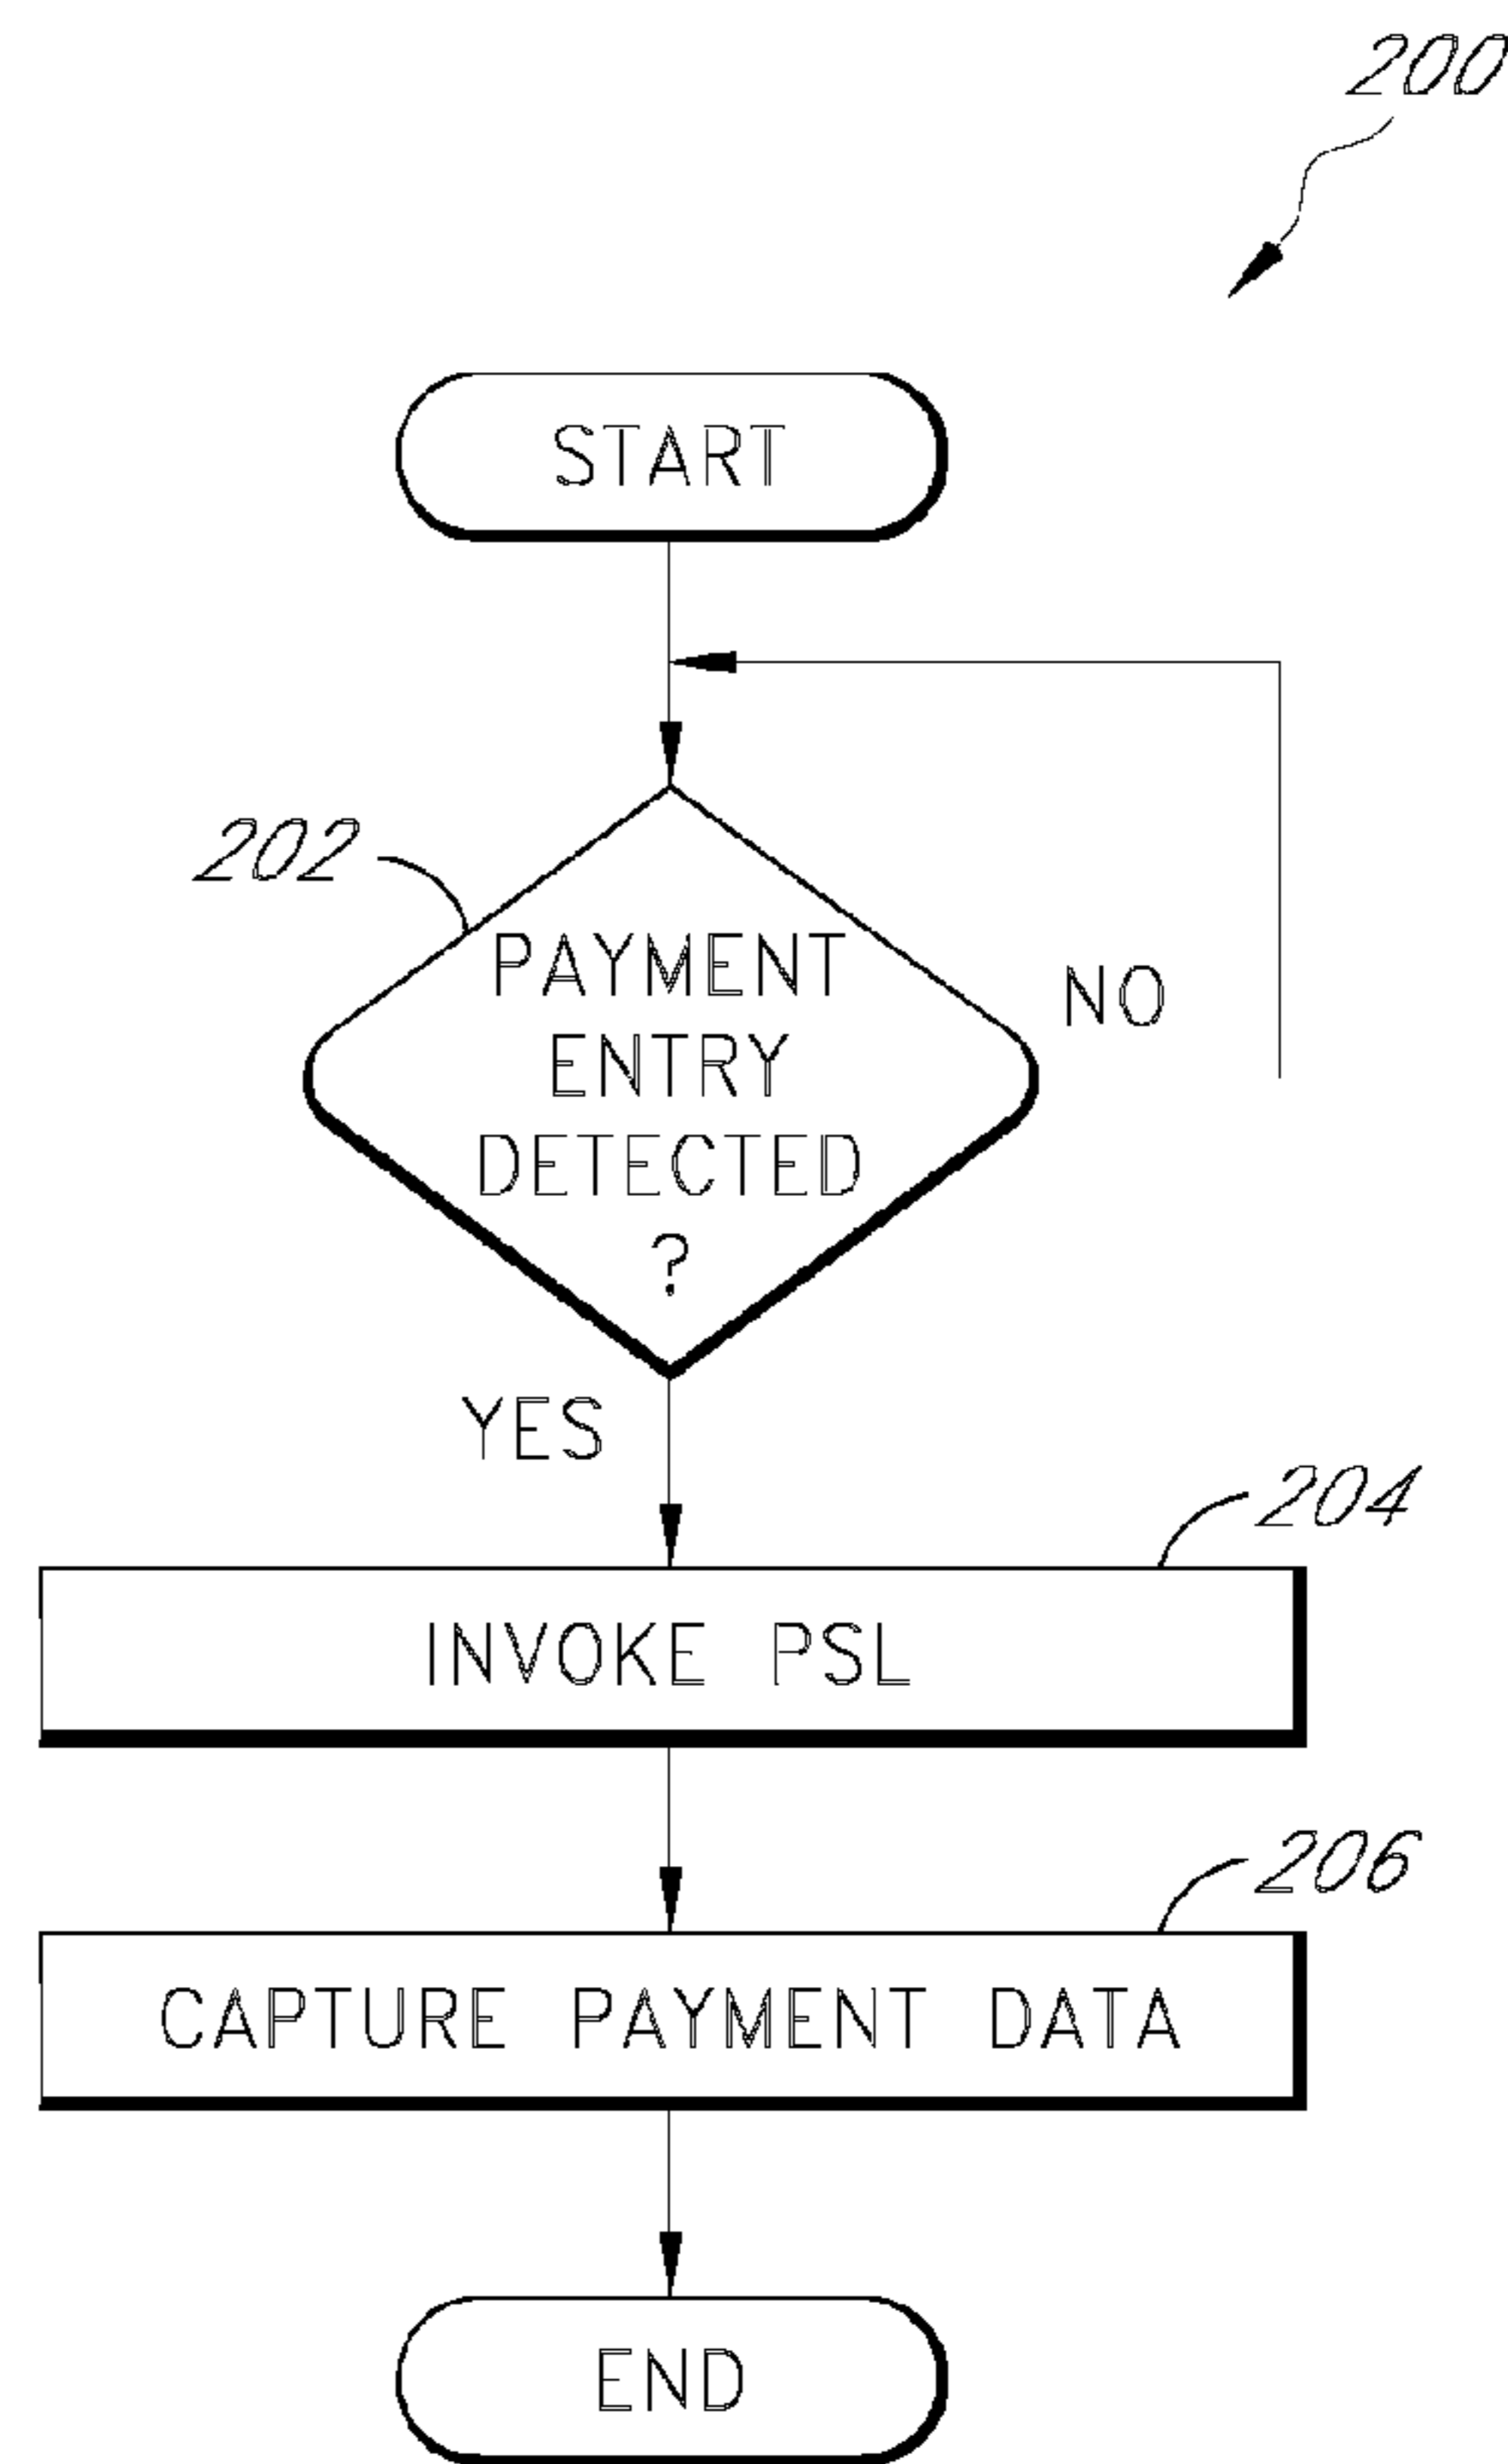 200
START
202
PAYMENT
ENTRY
DETECTED
?
NO
YES
204
INVOKE PSL
206
CAPTURE PAYMENT DATA
END